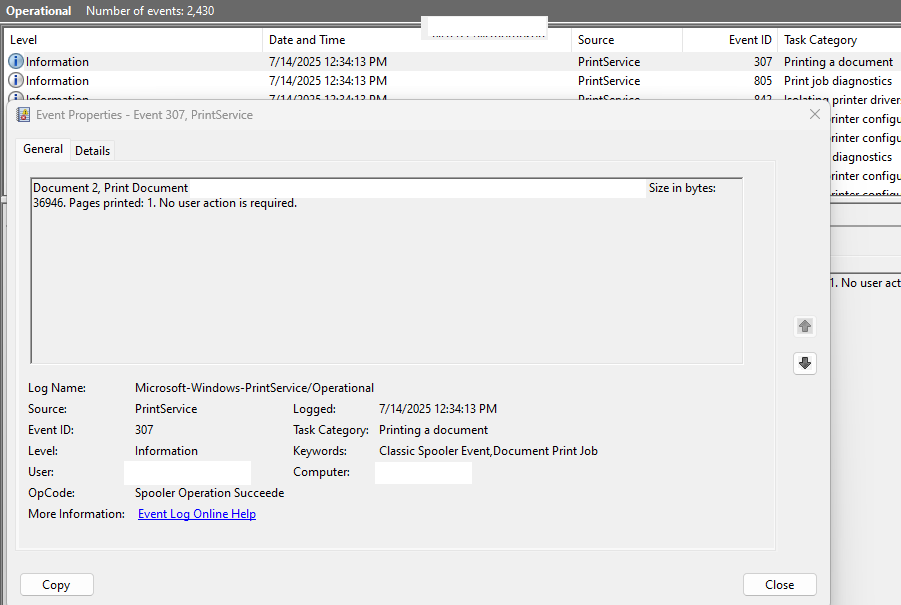 Operational Number of events: 2,430
Level Date and Time Source Event ID Task Category
Information 7/14/2025 12:34:13 PM PrintService 307 Printing a document
Information 7/14/2025 12:34:13 PM PrintService 805 Print job diagnostics
Information 7/14/2025 12:34:13 PM PrintService 842 Isolating printer drivers
Event Properties - Event 307, PrintService
rinter configu
General Details
rinter configu
diagnostics
rinter configu
rinter configu
Document 2, Print Document Size in bytes:
36946. Pages printed: 1. No user action is required.
1. No user act
Log Name: Microsoft-Windows-PrintService/Operational
Source: PrintService Logged: 7/14/2025 12:34:13 PM
Event ID: 307 Task Category: Printing a document
Level: Information Keywords: Classic Spooler Event,Document Print Job
User: Computer:
OpCode: Spooler Operation Succeede
More Information: Event Log Online Help
Copy Close